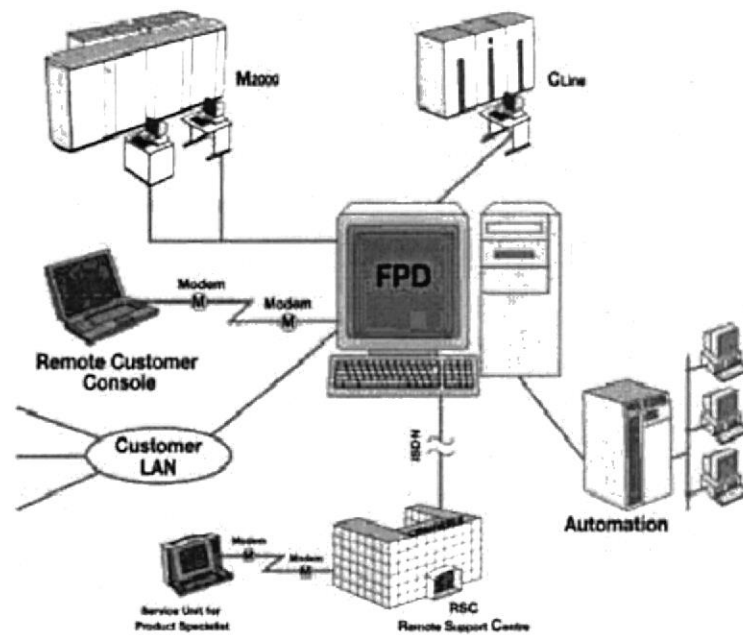 M2000
GLine
FPD
Modem
M
Modem
M
Remote Customer
Console
Customer
LAN
ISDN
Automation
Modem
M
Modem
M
Service Unit for
Product Specialist
RSC
Remote Support Centre